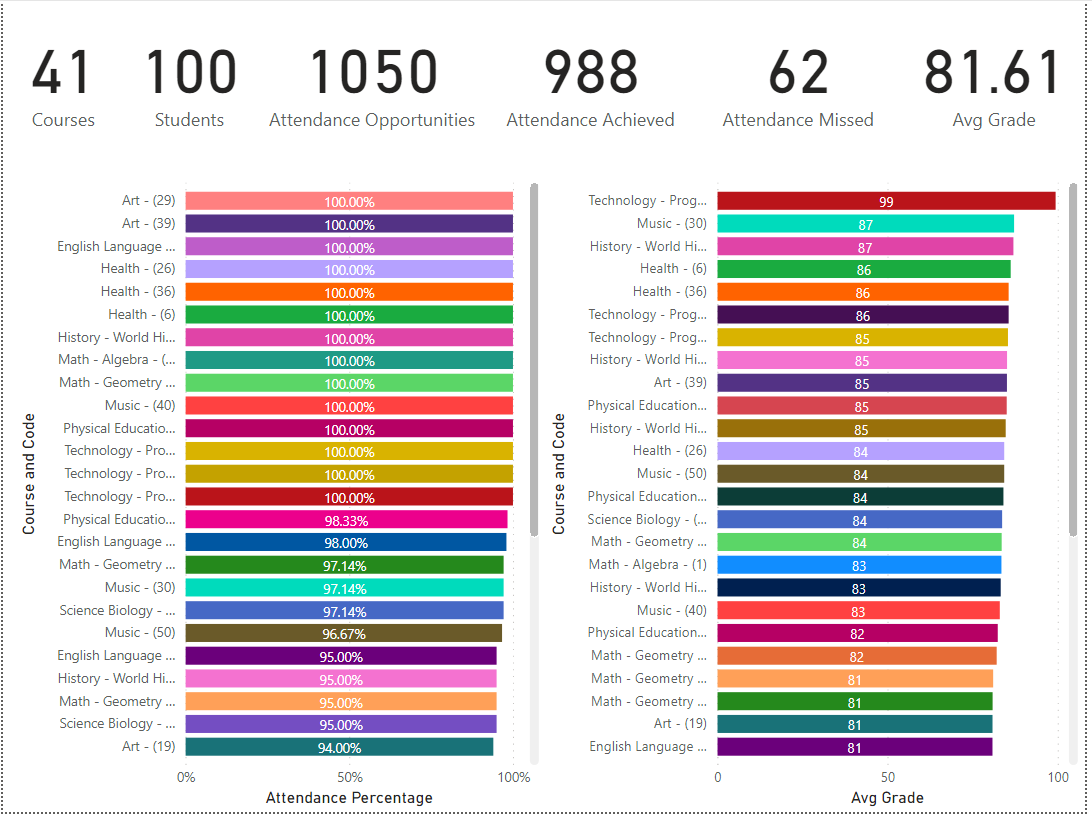 41
Courses
100
Students
1050
Attendance Opportunities
988
Attendance Achieved
62
Attendance Missed
81.61
Avg Grade
Course and Code
Art - (29) 100.00%
Art - (39) 100.00%
English Language ... 100.00%
Health - (26) 100.00%
Health - (36) 100.00%
Health - (6) 100.00%
History - World Hi... 100.00%
Math - Algebra - (... 100.00%
Math - Geometry ... 100.00%
Music - (40) 100.00%
Physical Educatio... 100.00%
Technology - Pro... 100.00%
Technology - Pro... 100.00%
Technology - Pro... 100.00%
Physical Educatio... 98.33%
English Language ... 98.00%
Math - Geometry ... 97.14%
Music - (30) 97.14%
Science Biology - ... 97.14%
Music - (50) 96.67%
English Language ... 95.00%
History - World Hi... 95.00%
Math - Geometry ... 95.00%
Science Biology - ... 95.00%
Art - (19) 94.00%
0% 50% 100%
Attendance Percentage
Course and Code
Technology - Prog... 99
Music - (30) 87
History - World Hi... 87
Health - (6) 86
Health - (36) 86
Technology - Prog... 86
Technology - Prog... 85
History - World Hi... 85
Art - (39) 85
Physical Education... 85
History - World Hi... 85
Health - (26) 84
Music - (50) 84
Physical Education... 84
Science Biology - (... 84
Math - Geometry ... 84
Math - Algebra - (1) 83
History - World Hi... 83
Music - (40) 83
Physical Education... 82
Math - Geometry ... 82
Math - Geometry ... 81
Math - Geometry ... 81
Art - (19) 81
English Language ... 81
0 50 100
Avg Grade